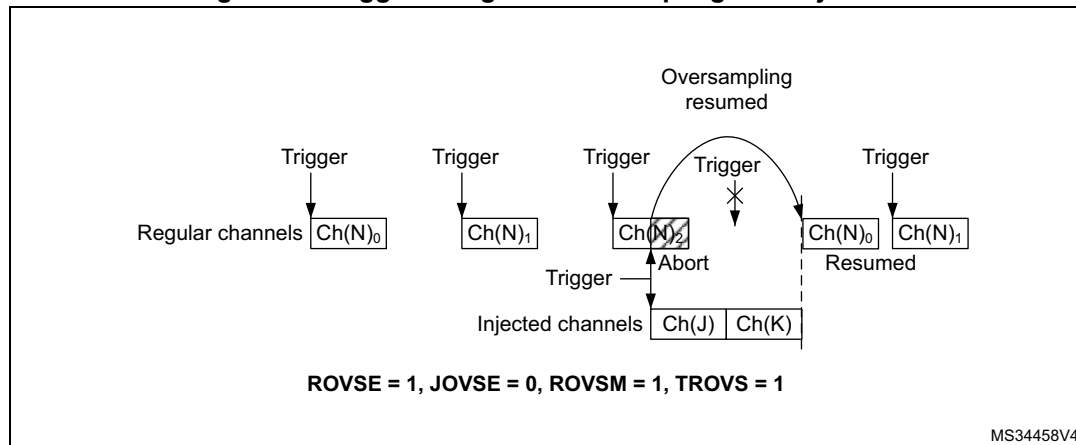 Oversampling
resumed
Trigger Trigger Trigger Trigger Trigger
Regular channels Ch(N)0 Ch(N)1 Ch(N)2 Ch(N)0 Ch(N)1
Abort Resumed
Trigger
Injected channels Ch(J) Ch(K)
ROVSE = 1, JOVSE = 0, ROVSM = 1, TROVS = 1
MS34458V4